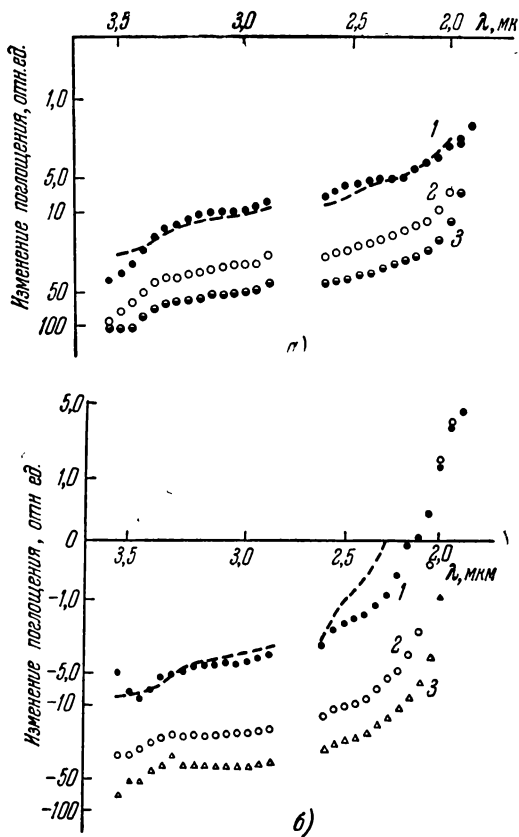 3,5 3,0 2,5 2,0 λ, мк
Изменение поглощения, отн. ед.
1,0
5,0
10
50
100
1
2
3
а)
Изменение поглощения, отн ед.
5,0
1,0
0
-1,0
-5,0
-10
-50
-100
3,5 3,0 2,5 2,0
λ, мкм
1
2
3
б)